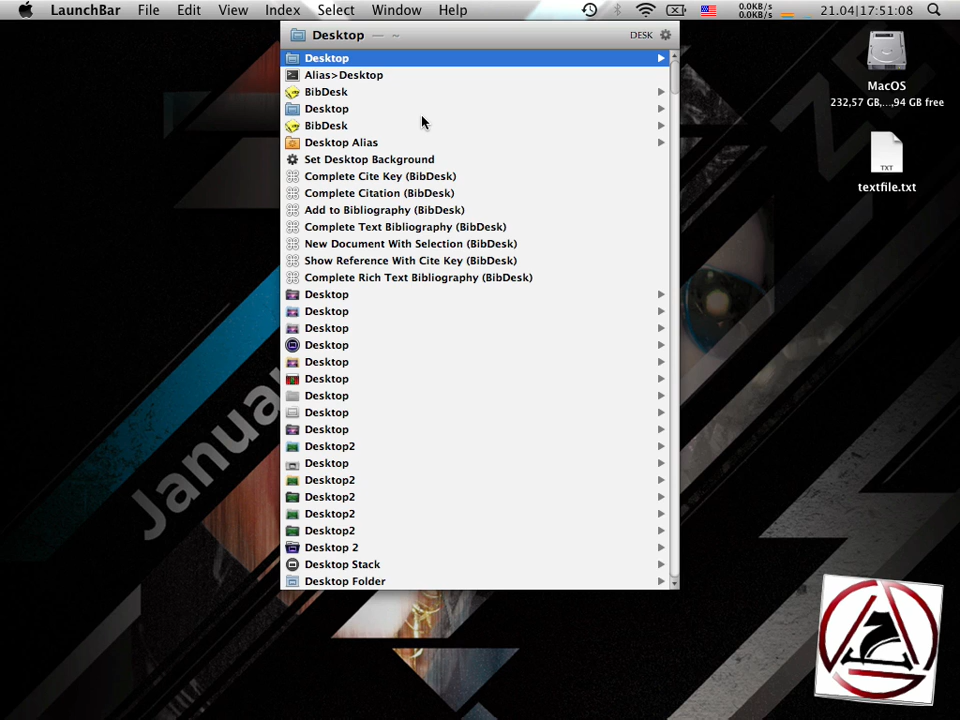 LaunchBar File Edit View Index Select Window Help 0.0KB/s 0.0KB/s 21.04|17:51:08
Desktop — ~ DESK
Desktop
Alias>Desktop
BibDesk
Desktop
BibDesk
Desktop Alias
Set Desktop Background
Complete Cite Key (BibDesk)
Complete Citation (BibDesk)
Add to Bibliography (BibDesk)
Complete Text Bibliography (BibDesk)
New Document With Selection (BibDesk)
Show Reference With Cite Key (BibDesk)
Complete Rich Text Bibliography (BibDesk)
Desktop
Desktop
Desktop
Desktop
Desktop
Desktop
Desktop
Desktop
Desktop
Desktop2
Desktop
Desktop2
Desktop2
Desktop2
Desktop2
Desktop 2
Desktop Stack
Desktop Folder
MacOS
232,57 GB,...,94 GB free
TXT
textfile.txt